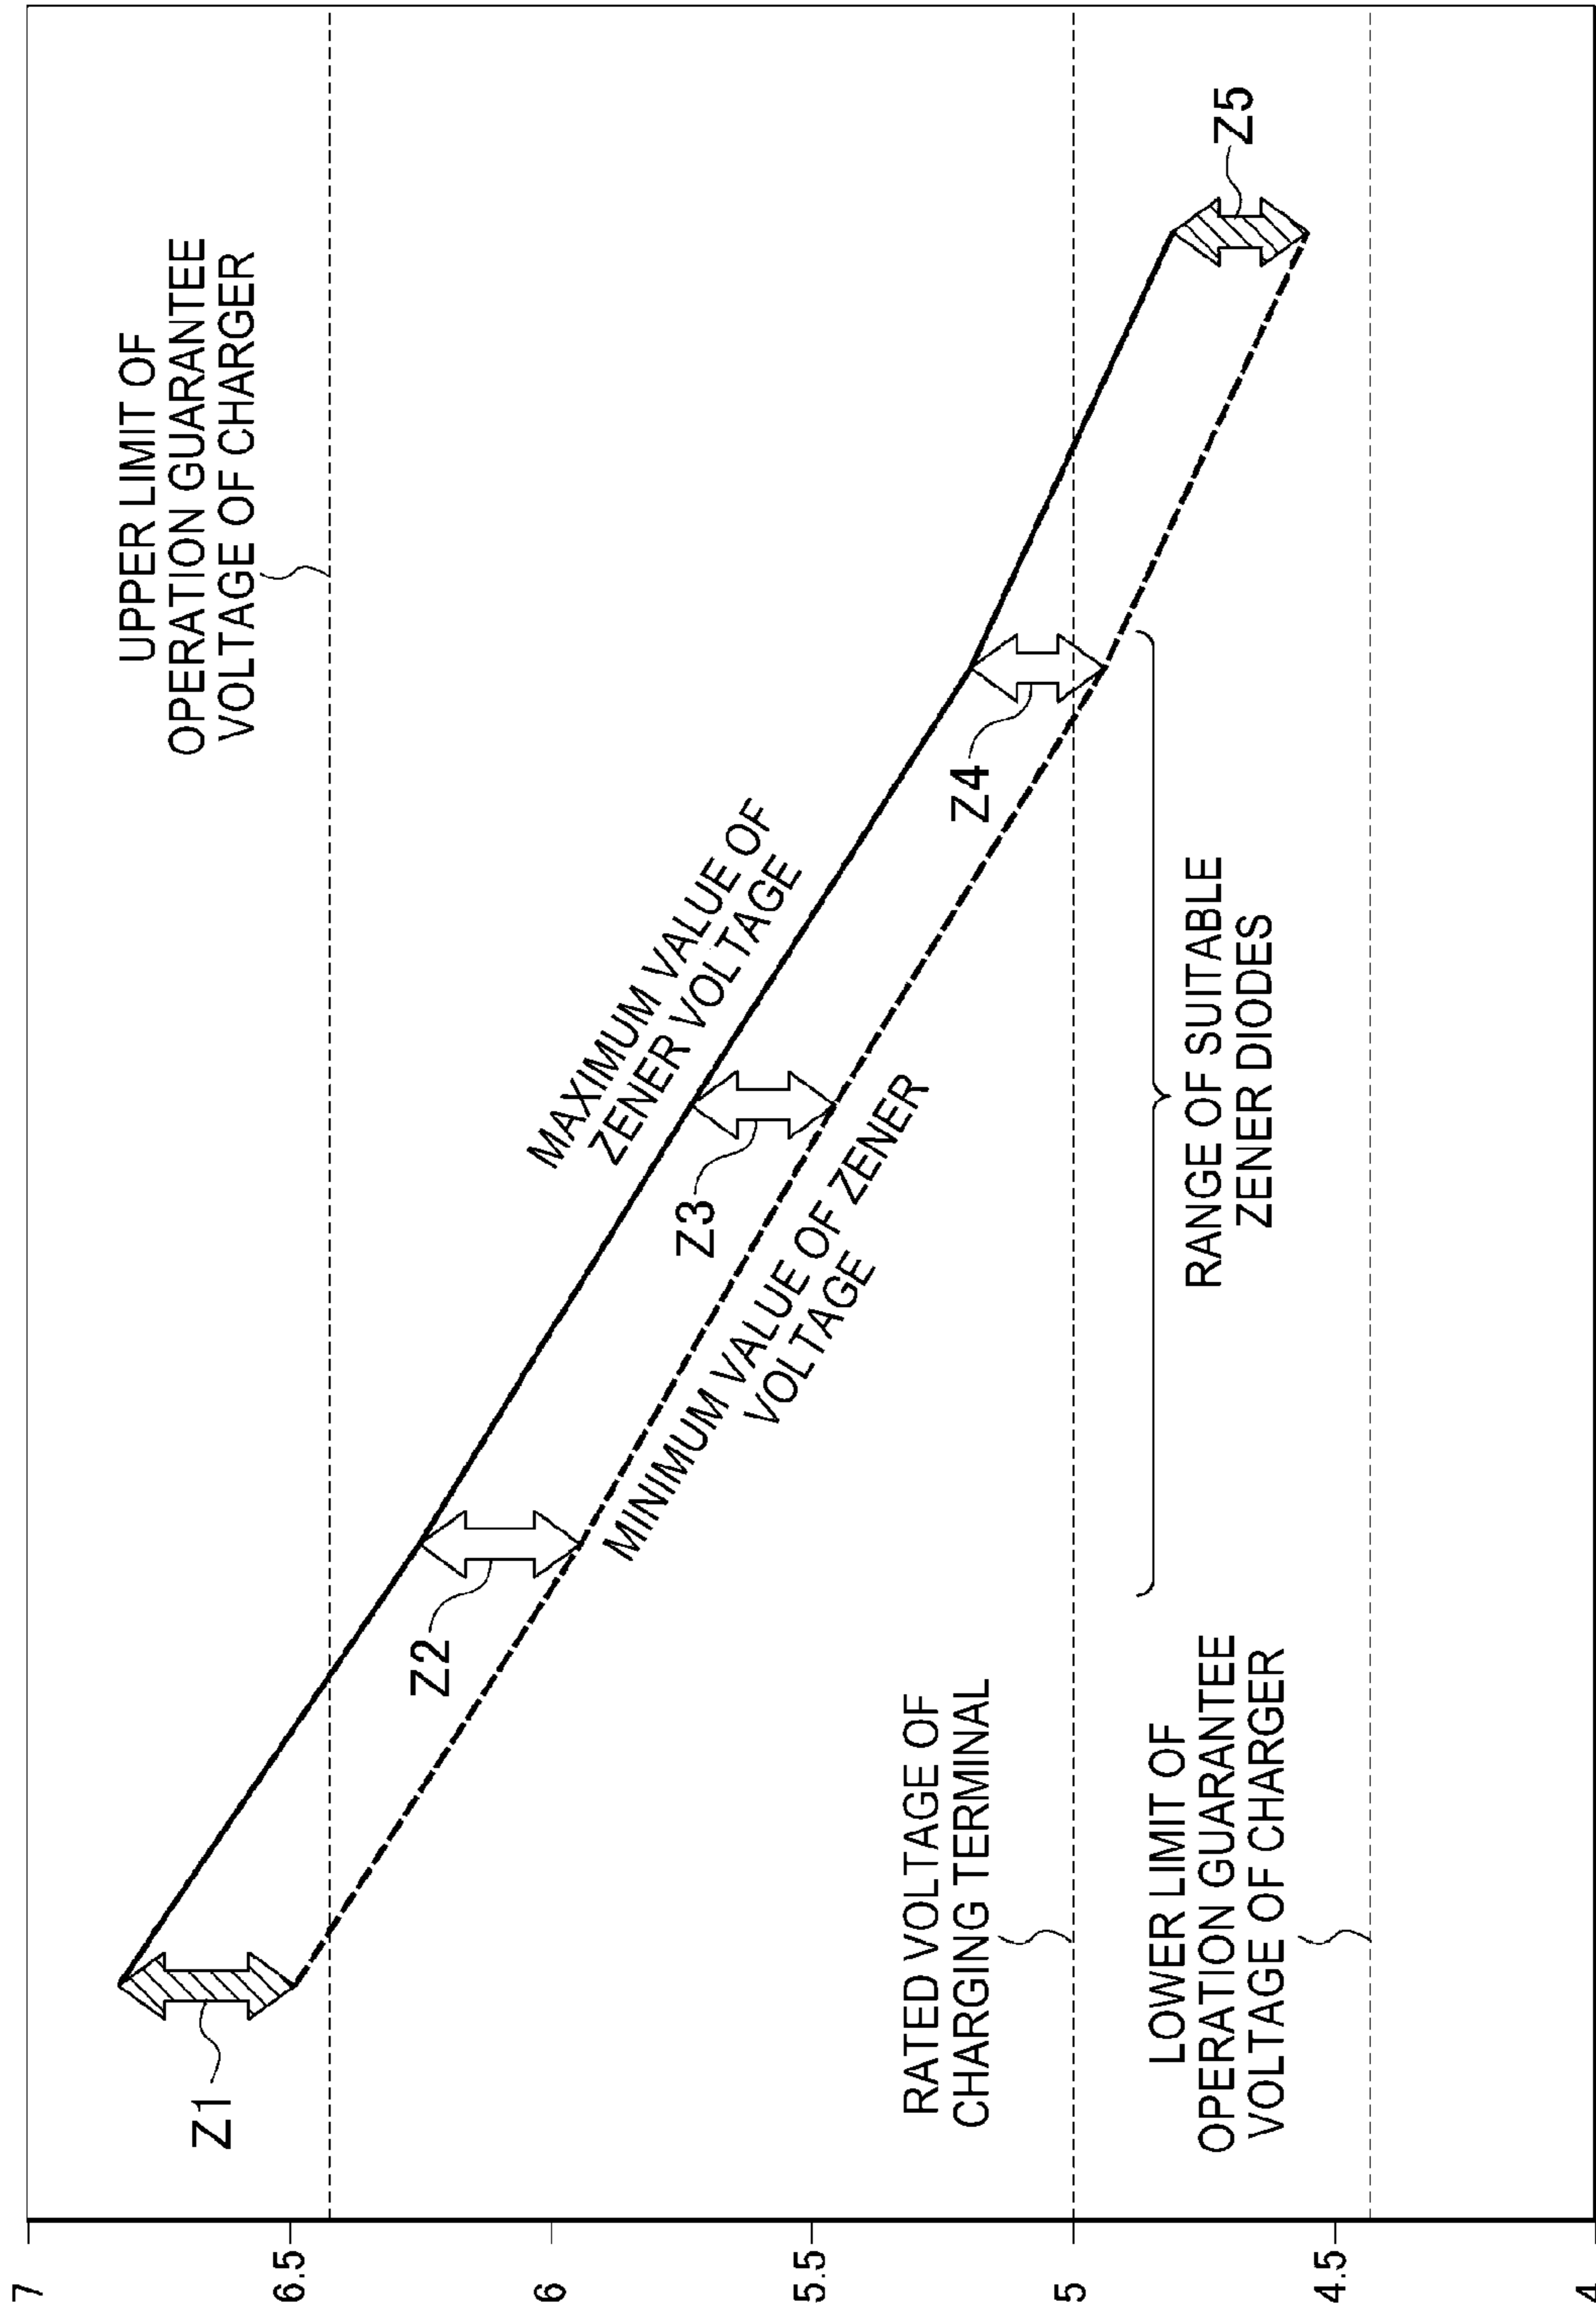 7
6.5
6
5.5
5
4.5
4
UPPER LIMIT OF
OPERATION GUARANTEE
VOLTAGE OF CHARGER
Z1
Z2
MAXIMUM VALUE OF
ZENER VOLTAGE
Z3
MINIMUM VALUE OF ZENER
VOLTAGE
Z4
Z5
RATED VOLTAGE OF
CHARGING TERMINAL
RANGE OF SUITABLE
ZENER DIODES
LOWER LIMIT OF
OPERATION GUARANTEE
VOLTAGE OF CHARGER